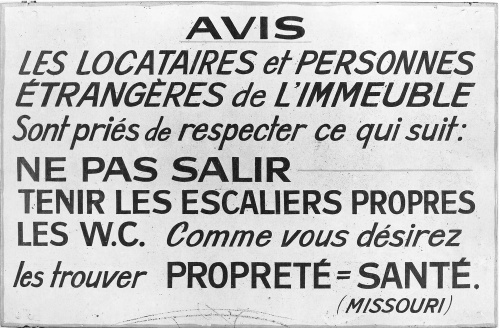 AVIS
LES LOCATAIRES et PERSONNES
ÉTRANGÈRES de L'IMMEUBLE
Sont priés de respecter ce qui suit:
NE PAS SALIR
TENIR LES ESCALIERS PROPRES
LES W.C. Comme vous désirez
les trouver PROPRETÉ = SANTÉ.
(MISSOURI)